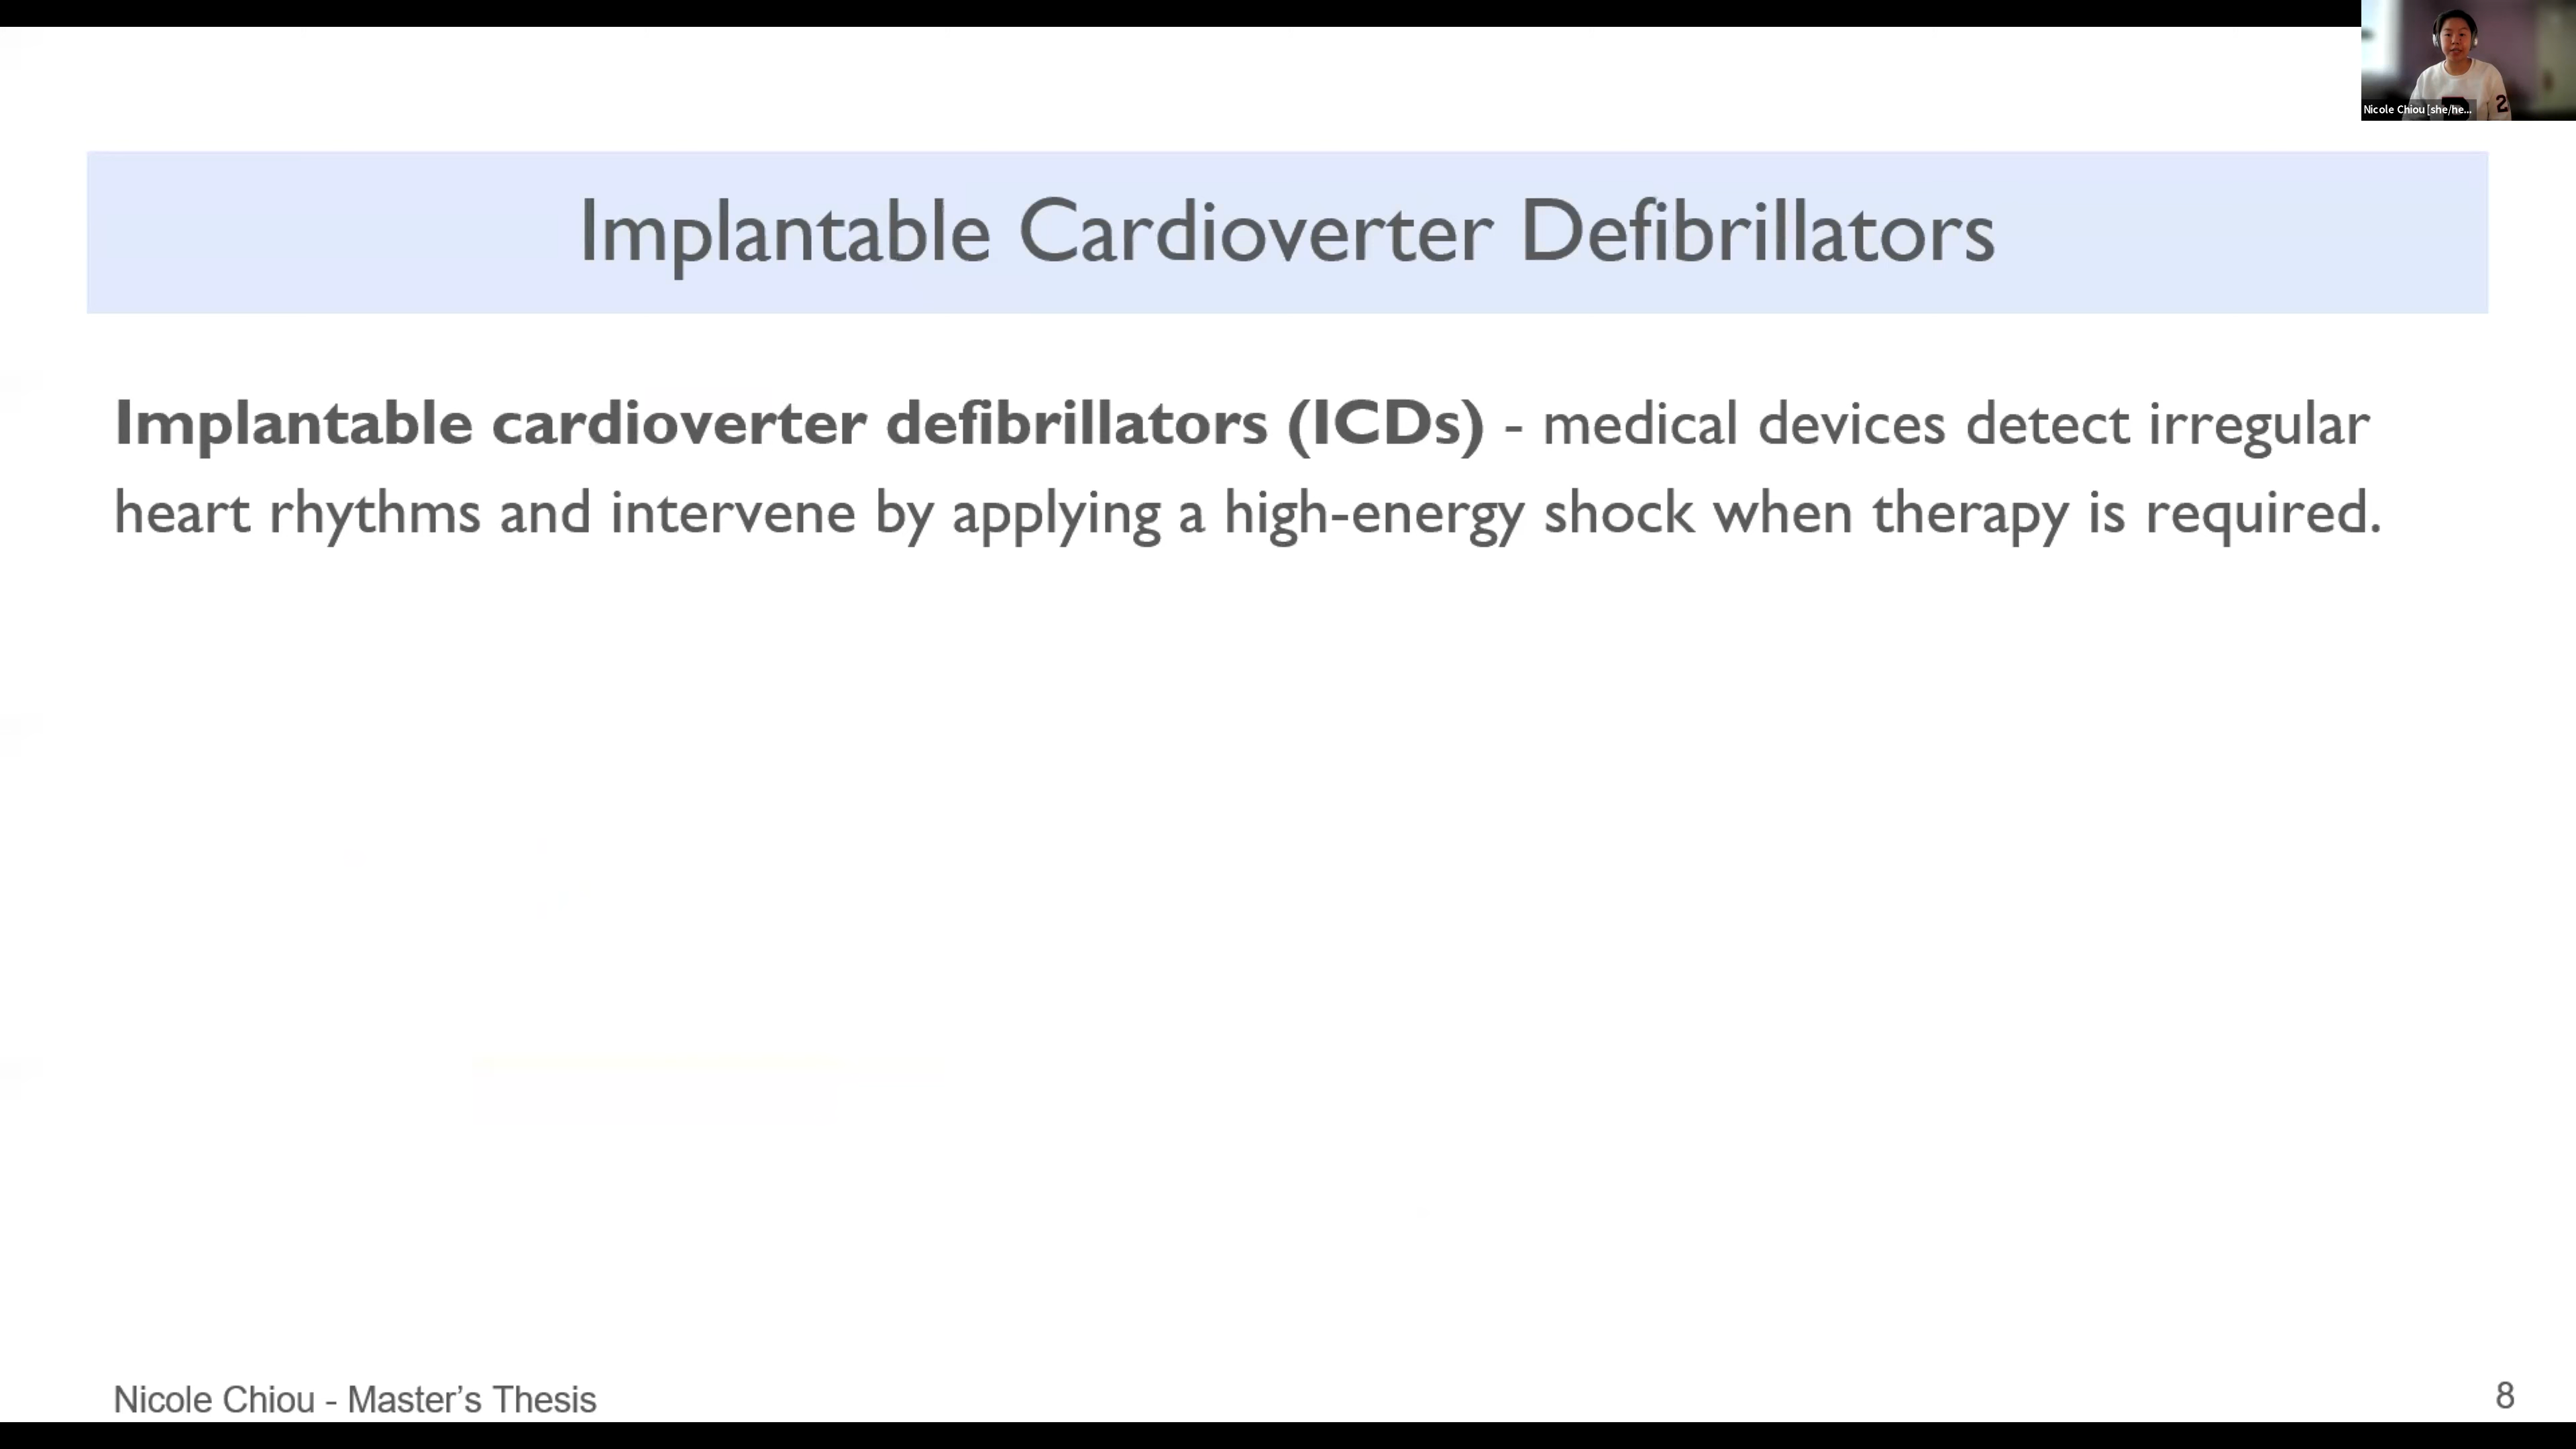 Nicole Chiou [she/he...
2
Implantable Cardioverter Defibrillators
Implantable cardioverter defibrillators (ICDs) - medical devices detect irregular
heart rhythms and intervene by applying a high-energy shock when therapy is required.
Nicole Chiou - Master's Thesis
8